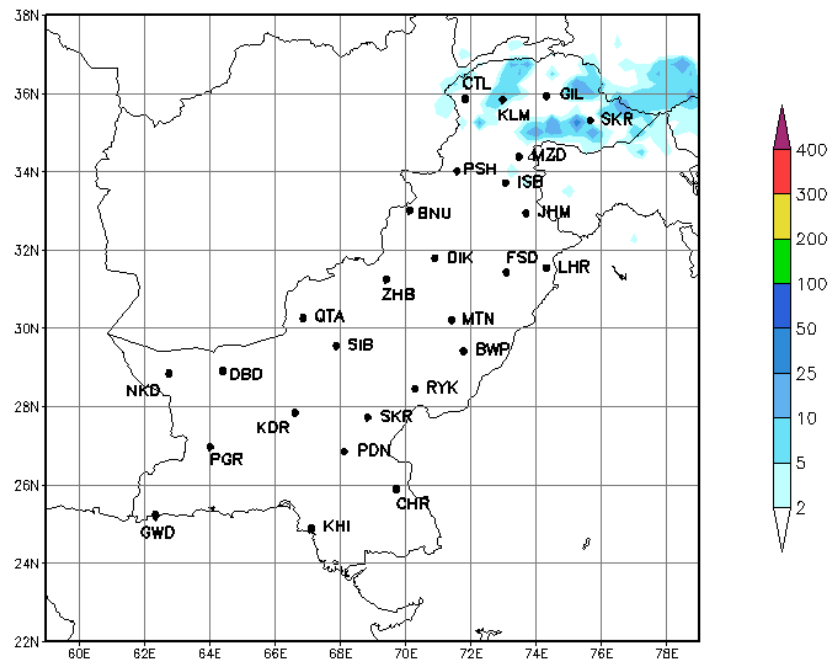 38N
36N
34N
32N
30N
28N
26N
24N
22N
60E 62E 64E 66E 68E 70E 72E 74E 76E 78E
CTL
KLM
GIL
SKR
MZD
PSH
ISB
BNU
JHM
DIK
FSD
LHR
ZHB
QTA
MTN
SIB
BWP
NKD
DBD
RYK
KDR
SKR
PDN
PGR
CHR
GWD
KHI
400
300
200
100
50
25
10
5
2